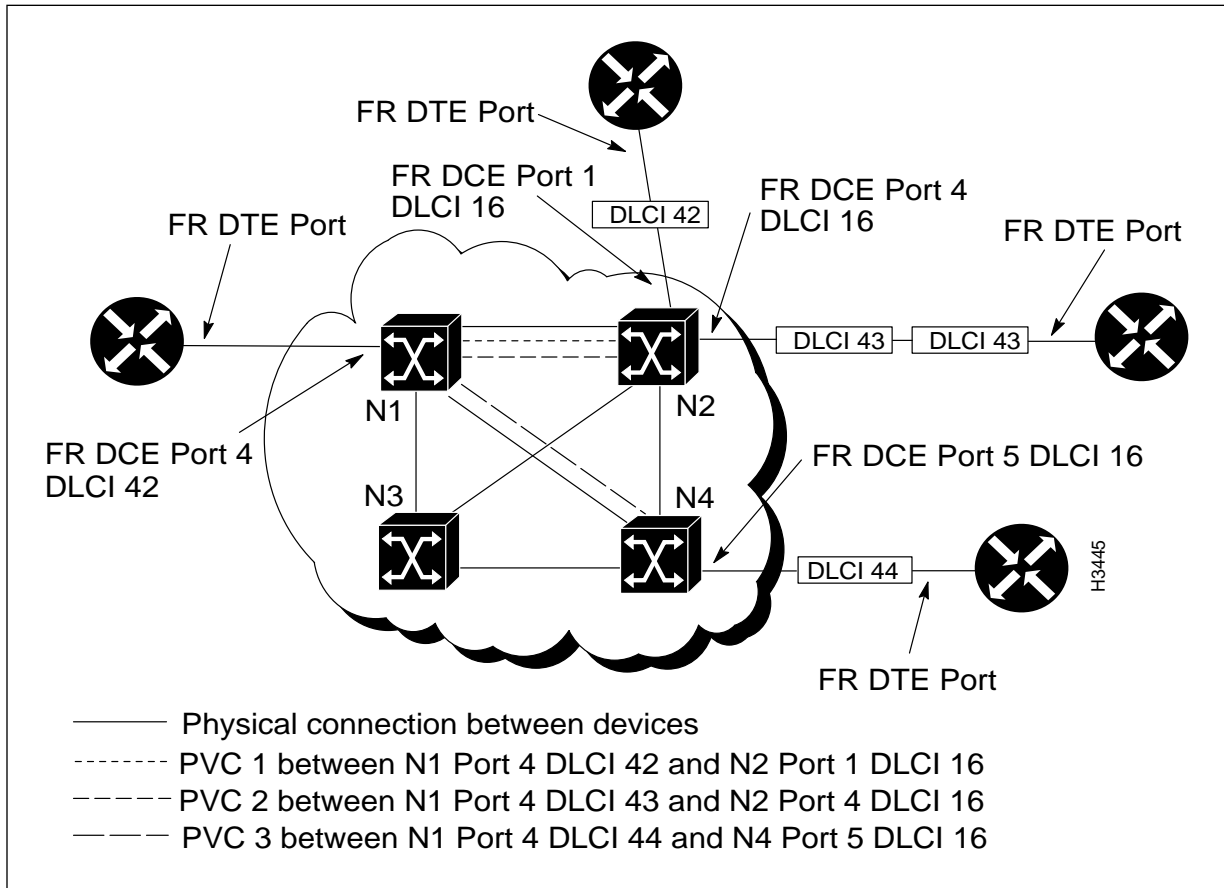 FR DTE Port
FR DCE Port 1
DLCI 16
DLCI 42
FR DCE Port 4
DLCI 16
FR DTE Port
FR DTE Port
DLCI 43
DLCI 43
N1
N2
FR DCE Port 4
DLCI 42
FR DCE Port 5 DLCI 16
N3
N4
DLCI 44
H3445
FR DTE Port
Physical connection between devices
PVC 1 between N1 Port 4 DLCI 42 and N2 Port 1 DLCI 16
PVC 2 between N1 Port 4 DLCI 43 and N2 Port 4 DLCI 16
PVC 3 between N1 Port 4 DLCI 44 and N4 Port 5 DLCI 16